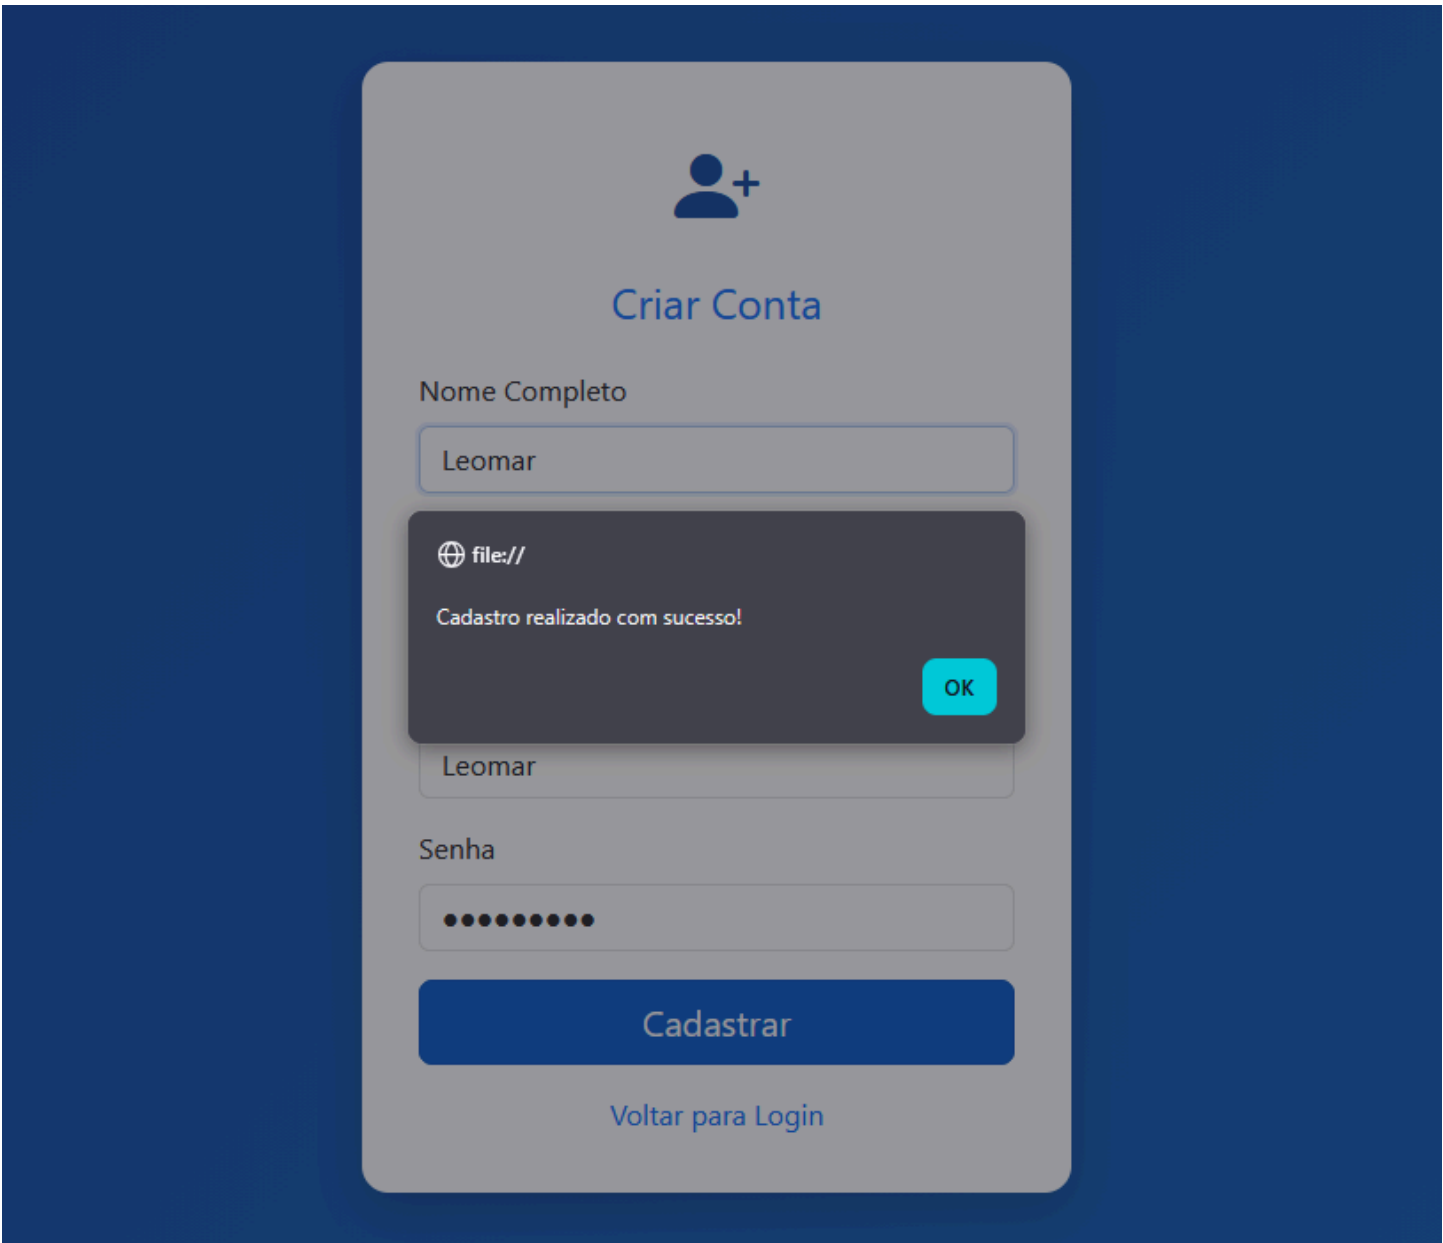 Criar Conta
Nome Completo
Leomar
file://
Cadastro realizado com sucesso!
OK
Leomar
Senha
●●●●●●●●●
Cadastrar
Voltar para Login